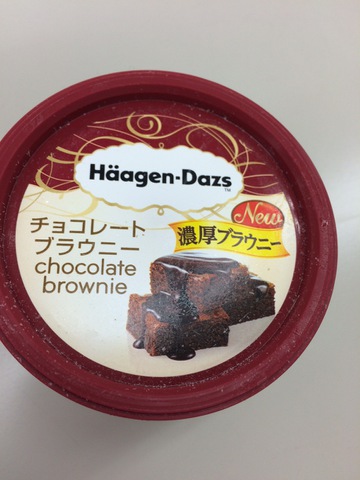 Häagen-Dazs
TM
New
濃厚ブラウニー
チョコレート
ブラウニー
chocolate
brownie